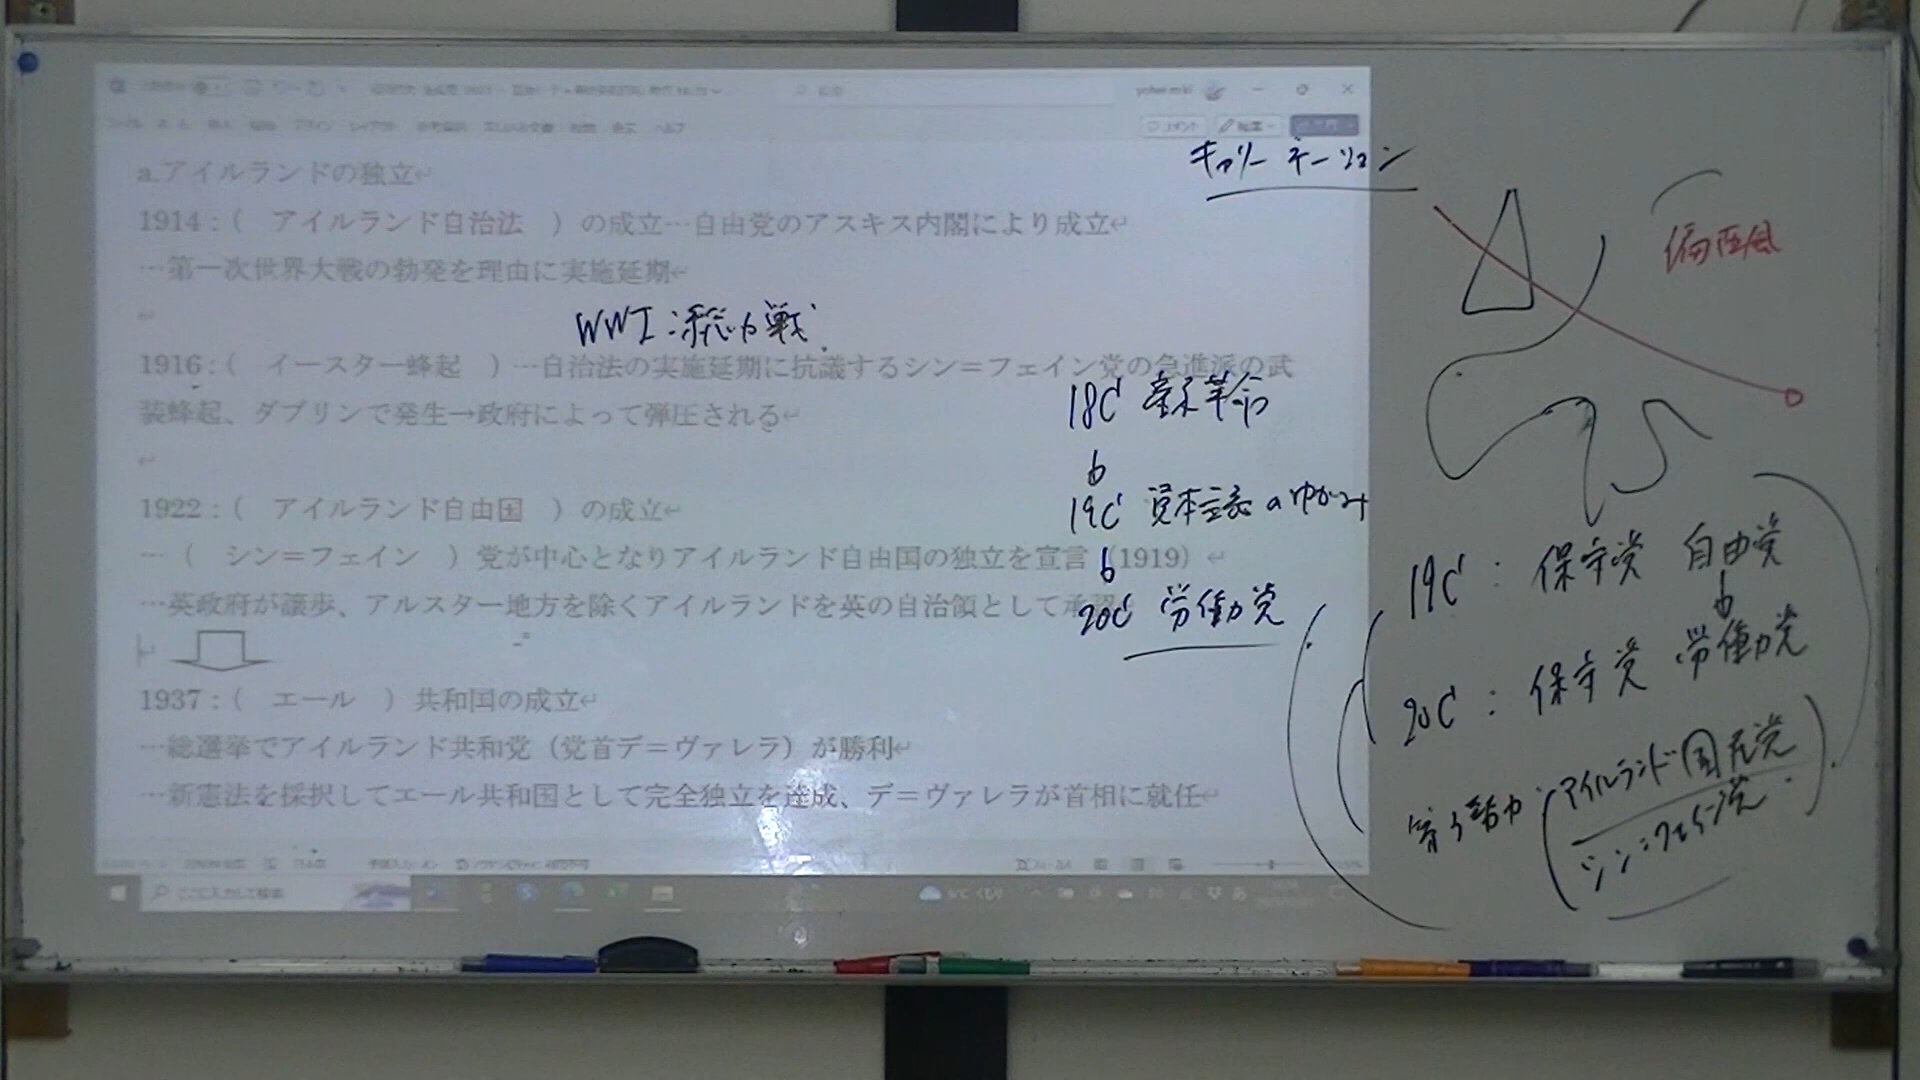 yohei miki
コメント
a.アイルランドの独立
1914：(　アイルランド自治法　) の成立…自由党のアスキス内閣により成立
…第一次世界大戦の勃発を理由に実施延期
WWI：総力戦
1916：(　イースター蜂起　) …自治法の実施延期に抗議するシン＝フェイン党の急進派の武
装蜂起、ダブリンで発生→政府によって弾圧される
1922：(　アイルランド自由国　) の成立
…（　シン＝フェイン　）党が中心となりアイルランド自由国の独立を宣言（1919）
…英政府が譲歩、アルスター地方を除くアイルランドを英の自治領として承認
1937：(　エール　) 共和国の成立
…総選挙でアイルランド共和党（党首デ＝ヴァレラ）が勝利
…新憲法を採択してエール共和国として完全独立を達成、デ＝ヴァレラが首相に就任
ここに入力して検索
キャリーネーション
偏西風
18C 産業革命
19C 資本主義のゆがみ
20C 労働党
19C：保守党 自由党
20C：保守党 労働党
アイルランド国民党
シン＝フェイン党